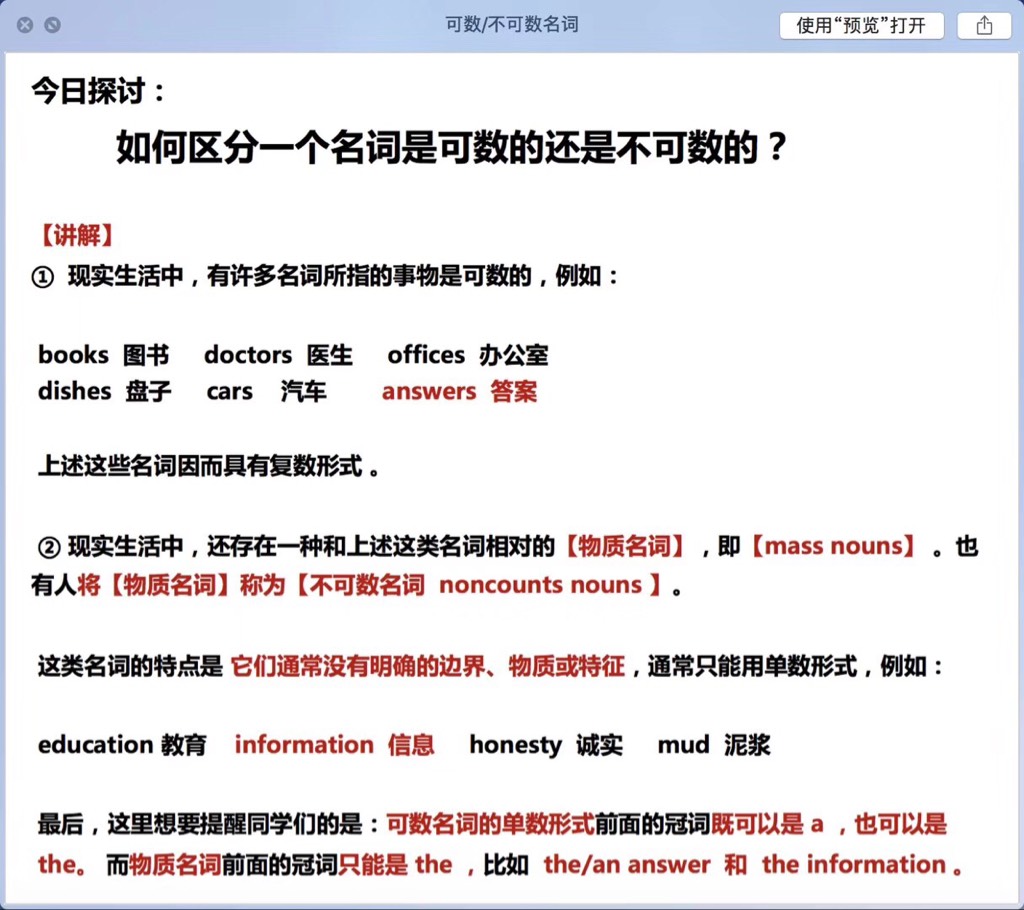 可数/不可数名词
使用“预览”打开
今日探讨：
如何区分一个名词是可数的还是不可数的？
【讲解】
① 现实生活中，有许多名词所指的事物是可数的，例如：
books 图书 doctors 医生 offices 办公室
dishes 盘子 cars 汽车 answers 答案
上述这些名词因而具有复数形式 。
② 现实生活中，还存在一种和上述这类名词相对的【物质名词】，即【mass nouns】 。也
有人将【物质名词】称为【不可数名词 noncounts nouns 】。
这类名词的特点是 它们通常没有明确的边界、物质或特征，通常只能用单数形式，例如：
education 教育 information 信息 honesty 诚实 mud 泥浆
最后，这里想要提醒同学们的是：可数名词的单数形式前面的冠词既可以是 a ，也可以是
the。 而物质名词前面的冠词只能是 the ，比如 the/an answer 和 the information 。